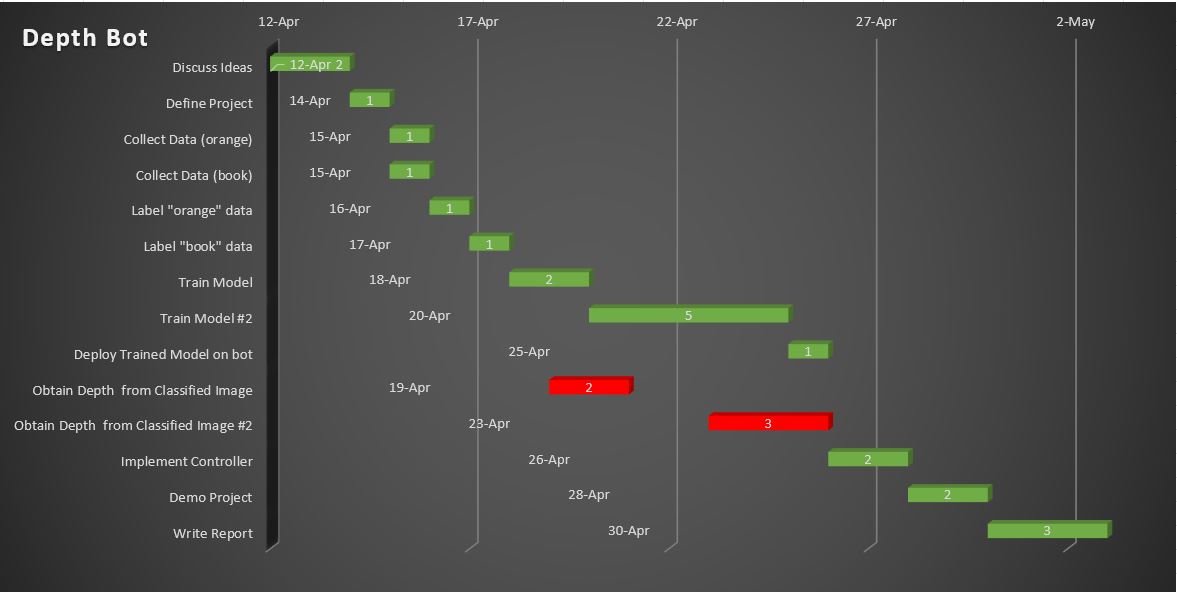 12-Apr 17-Apr 22-Apr 27-Apr 2-May
Depth Bot
Discuss Ideas 12-Apr 2
Define Project 14-Apr 1
Collect Data (orange) 15-Apr 1
Collect Data (book) 15-Apr 1
Label "orange" data 16-Apr 1
Label "book" data 17-Apr 1
Train Model 18-Apr 2
Train Model #2 20-Apr 5
Deploy Trained Model on bot 25-Apr 1
Obtain Depth from Classified Image 19-Apr 2
Obtain Depth from Classified Image #2 23-Apr 3
Implement Controller 26-Apr 2
Demo Project 28-Apr 2
Write Report 30-Apr 3